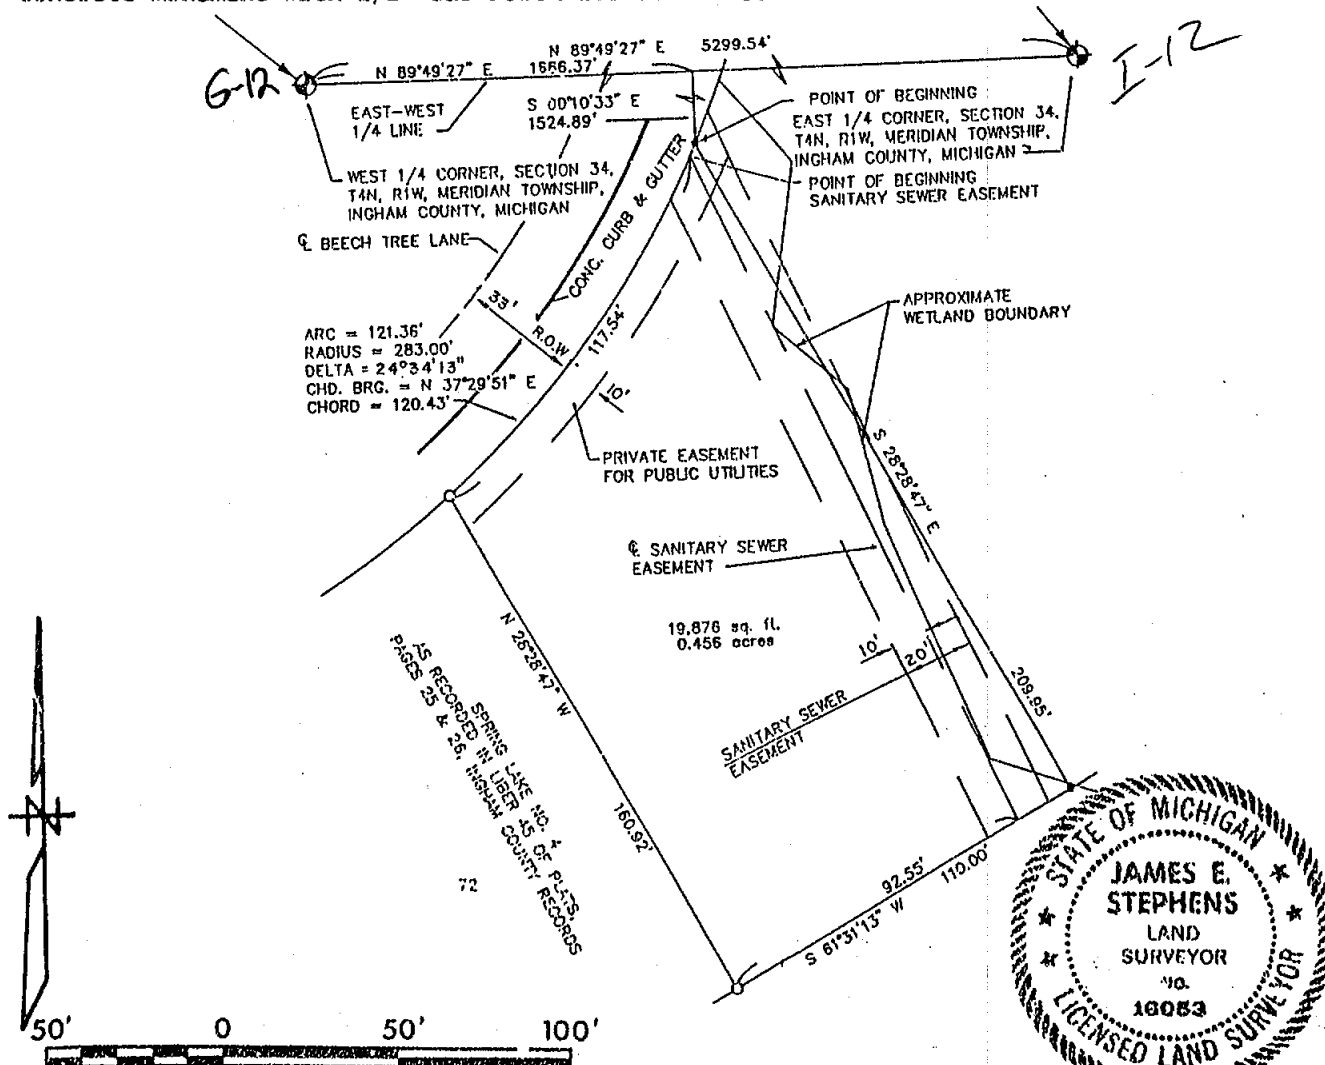 N 89°49'27" E 5299.54'
N 89°49'27" E 1666.37'
G-12
I-12
EAST-WEST
1/4 LINE
S 00°10'33" E
1524.89'
POINT OF BEGINNING
EAST 1/4 CORNER, SECTION 34,
T4N, R1W, MERIDIAN TOWNSHIP,
INGHAM COUNTY, MICHIGAN
WEST 1/4 CORNER, SECTION 34,
T4N, R1W, MERIDIAN TOWNSHIP,
INGHAM COUNTY, MICHIGAN
POINT OF BEGINNING
SANITARY SEWER EASEMENT
℄ BEECH TREE LANE
CONC. CURB & GUTTER
33'
R.O.W.
117.54'
APPROXIMATE
WETLAND BOUNDARY
ARC = 121.36'
RADIUS = 283.00'
DELTA = 24°34'13"
CHD. BRG. = N 37°29'51" E
CHORD = 120.43'
10'
PRIVATE EASEMENT
FOR PUBLIC UTILITIES
S 28°28'47" E
209.95'
℄ SANITARY SEWER
EASEMENT
19,876 sq. ft.
0.456 acres
10'
20'
SANITARY SEWER
EASEMENT
N 28°28'47" W
160.92'
SPRING LAKE NO. 4
AS RECORDED IN LIBER 45 OF PLATS,
PAGES 25 & 26, INGHAM COUNTY RECORDS
72
92.55'
110.00'
S 61°31'13" W
N
50' 0 50' 100'
STATE OF MICHIGAN
JAMES E.
STEPHENS
LAND
SURVEYOR
NO.
16053
LICENSED LAND SURVEYOR